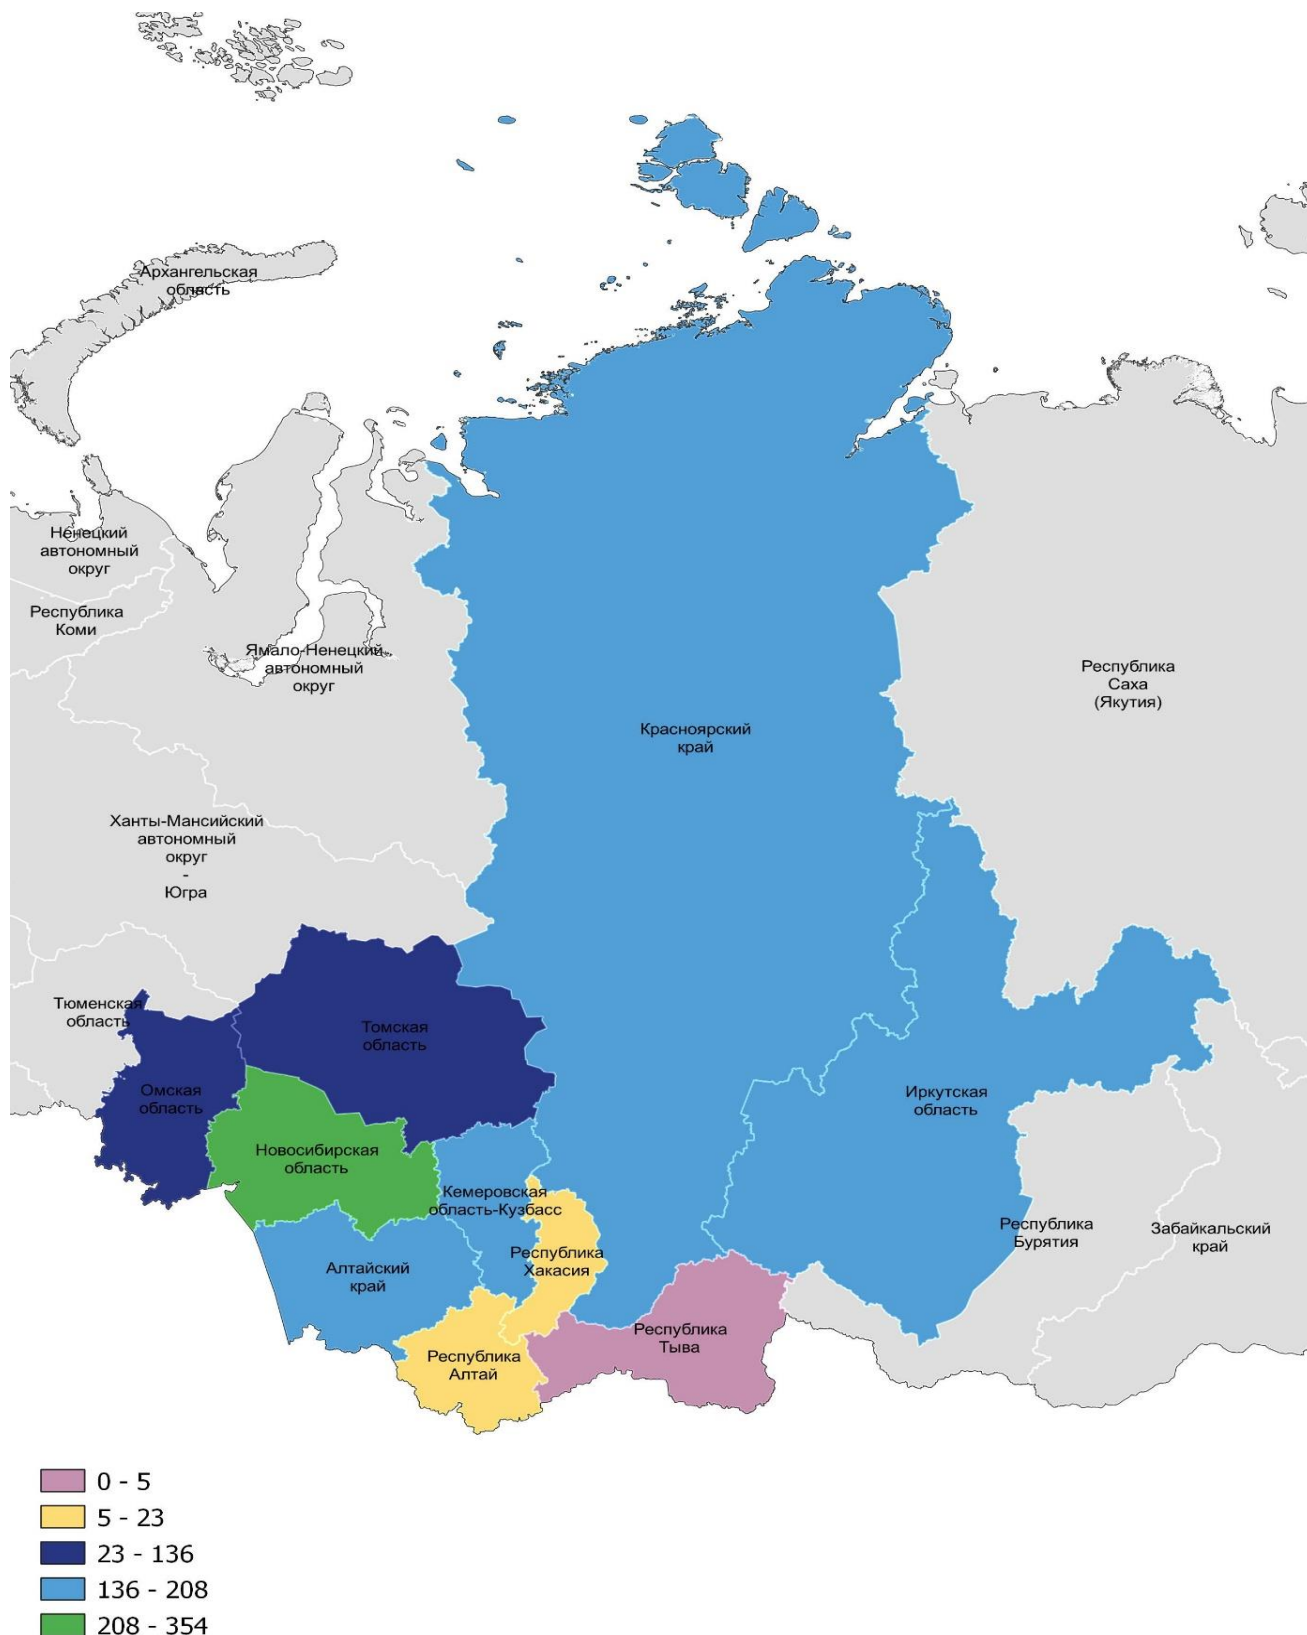 Архангельская
область
Ненецкий
автономный
округ
Республика
Коми
Ямало-Ненецкий
автономный
округ
Республика
Саха
(Якутия)
Красноярский
край
Ханты-Мансийский
автономный
округ
-
Югра
Тюменская
область
Томская
область
Омская
область
Иркутская
область
Новосибирская
область
Кемеровская
область-Кузбасс
Республика
Бурятия
Забайкальский
край
Республика
Хакасия
Алтайский
край
Республика
Тыва
Республика
Алтай
0 - 5
5 - 23
23 - 136
136 - 208
208 - 354